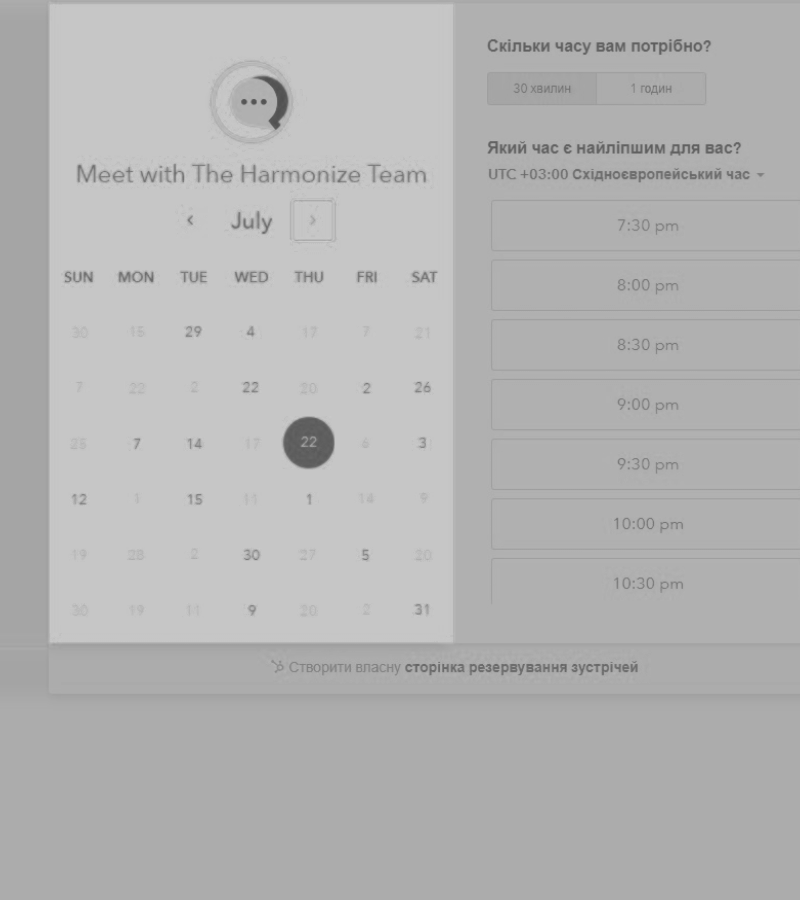 Meet with The Harmonize Team
July
SUN MON TUE WED THU FRI SAT
30 15 29 4 17 7 21
7 22 2 22 20 2 26
25 7 14 17 22 6 3
12 1 15 11 1 14 9
19 28 2 30 27 5 20
30 19 11 9 20 2 31
Скільки часу вам потрібно?
30 хвилин 1 годин
Який час є найліпшим для вас?
UTC +03:00 Східноєвропейський час
7:30 pm
8:00 pm
8:30 pm
9:00 pm
9:30 pm
10:00 pm
10:30 pm
Створити власну сторінка резервування зустрічей